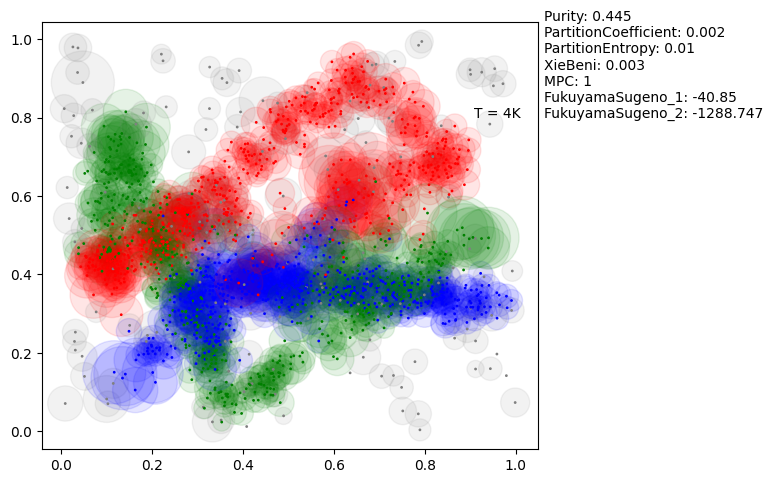 Purity: 0.445
PartitionCoefficient: 0.002
PartitionEntropy: 0.01
XieBeni: 0.003
MPC: 1
FukuyamaSugeno_1: -40.85
FukuyamaSugeno_2: -1288.747
T = 4K
1.0
0.8
0.6
0.4
0.2
0.0
0.0 0.2 0.4 0.6 0.8 1.0